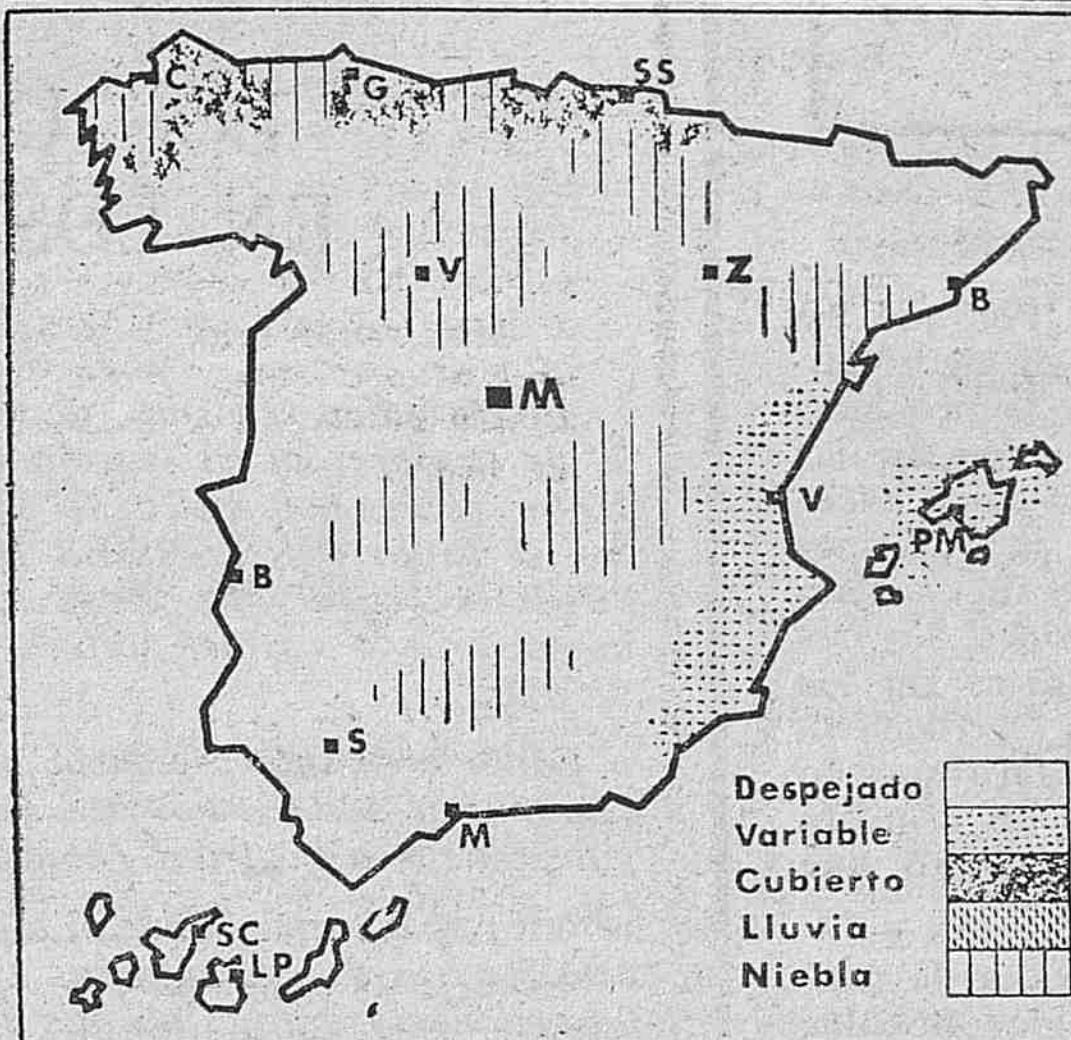 C
G
SS
V
Z
B
M
V
PM
B
S
M
SC
LP
Despejado
Variable
Cubierto
Lluvia
Niebla